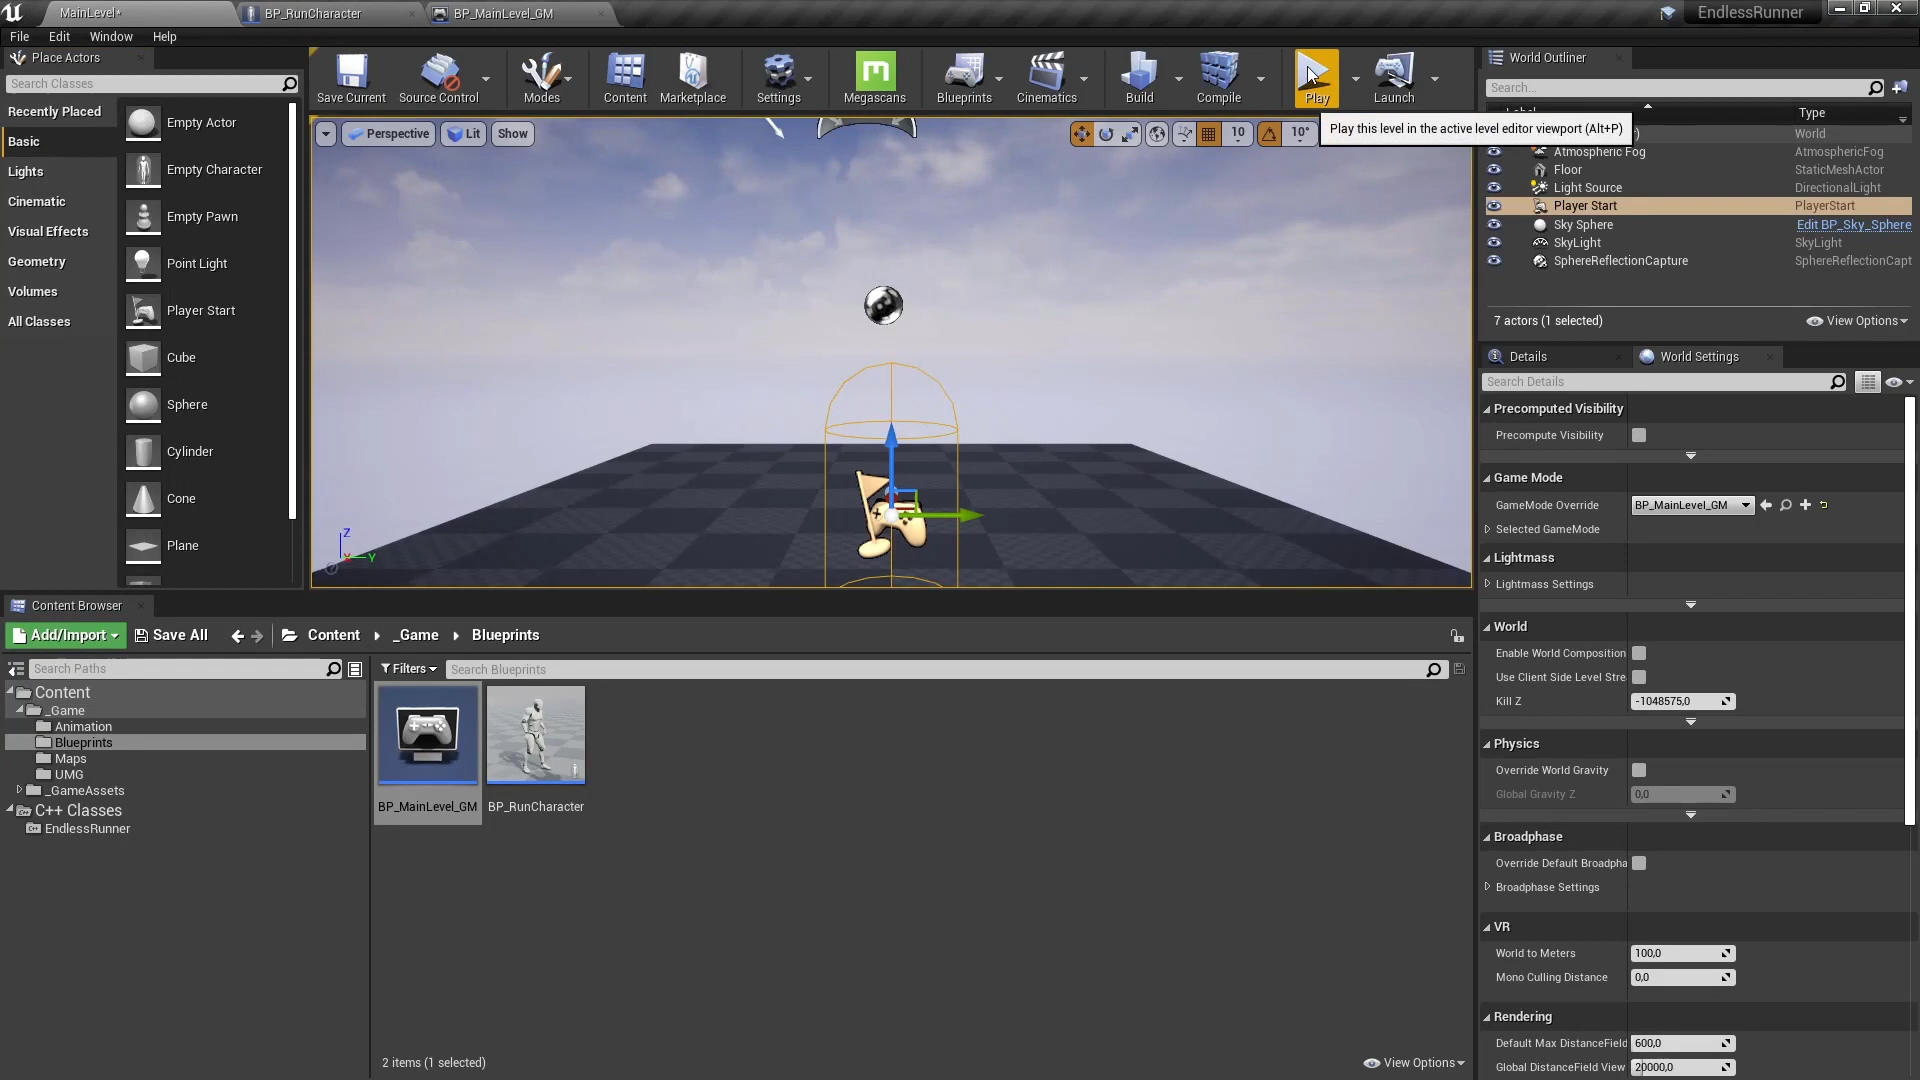 MainLevel*
BP_RunCharacter
BP_MainLevel_GM
EndlessRunner
File Edit Window Help
Place Actors
Search Classes
Recently Placed
Basic
Lights
Cinematic
Visual Effects
Geometry
Volumes
All Classes
Empty Actor
Empty Character
Empty Pawn
Point Light
Player Start
Cube
Sphere
Cylinder
Cone
Plane
Save Current
Source Control
Modes
Content
Marketplace
Settings
Megascans
Blueprints
Cinematics
Build
Compile
Play
Launch
Perspective
Lit
Show
10
10°
Play this level in the active level editor viewport (Alt+P)
Z
X
Y
World Outliner
Search...
Type
World
Atmospheric Fog AtmosphericFog
Floor StaticMeshActor
Light Source DirectionalLight
Player Start PlayerStart
Sky Sphere Edit BP_Sky_Sphere
SkyLight SkyLight
SphereReflectionCapture SphereReflectionCapt
7 actors (1 selected)
View Options
Details
World Settings
Search Details
Precomputed Visibility
Precompute Visibility
Game Mode
GameMode Override BP_MainLevel_GM
Selected GameMode
Lightmass
Lightmass Settings
World
Enable World Composition
Use Client Side Level Stre
Kill Z -1048575,0
Physics
Override World Gravity
Global Gravity Z 0,0
Broadphase
Override Default Broadpha
Broadphase Settings
VR
World to Meters 100,0
Mono Culling Distance 0,0
Rendering
Default Max DistanceField 600,0
Global DistanceField View 20000,0
Content Browser
Add/Import
Save All
Content
_Game
Blueprints
Search Paths
Filters
Search Blueprints
Content
_Game
Animation
Blueprints
Maps
UMG
_GameAssets
C++ Classes
EndlessRunner
BP_MainLevel_GM
BP_RunCharacter
2 items (1 selected)
View Options